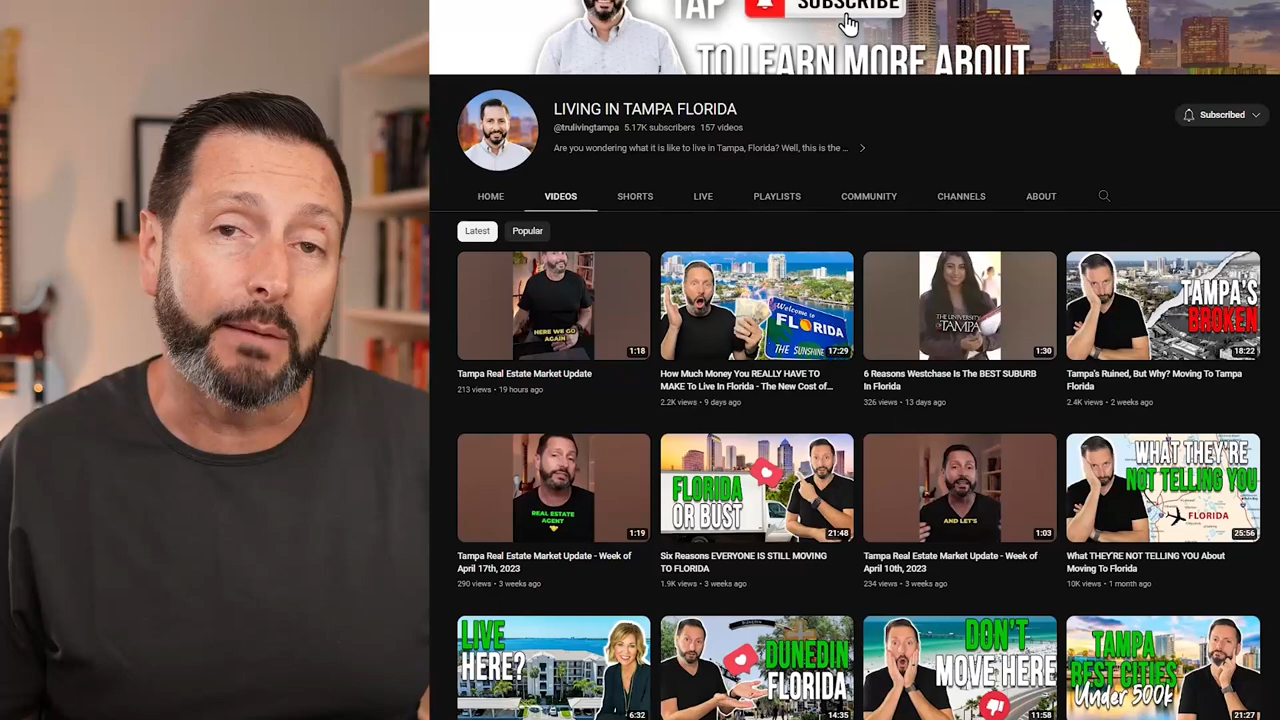 TAP
SUBSCRIBE
TO LEARN MORE ABOUT
LIVING IN TAMPA FLORIDA
@trulivingtampa 5.17K subscribers 157 videos
Are you wondering what it is like to live in Tampa, Florida? Well, this is the ...
Subscribed
HOME VIDEOS SHORTS LIVE PLAYLISTS COMMUNITY CHANNELS ABOUT
Latest Popular
HERE WE GO
AGAIN
1:18
Welcome to
FLORIDA
THE SUNSHINE
17:29
THE UNIVERSITY
OF TAMPA
1:30
TAMPA'S
BROKEN
18:22
Tampa Real Estate Market Update
213 views • 19 hours ago
How Much Money You REALLY HAVE TO
MAKE To Live In Florida - The New Cost of...
2.2K views • 9 days ago
6 Reasons Westchase Is The BEST SUBURB
In Florida
326 views • 13 days ago
Tampa's Ruined, But Why? Moving To Tampa
Florida
2.4K views • 2 weeks ago
REAL ESTATE
AGENT
1:19
FLORIDA
OR BUST
21:48
AND LET'S
1:03
WHAT THEY'RE
NOT TELLING YOU
FLORIDA
25:56
Tampa Real Estate Market Update - Week of
April 17th, 2023
290 views • 3 weeks ago
Six Reasons EVERYONE IS STILL MOVING
TO FLORIDA
1.9K views • 3 weeks ago
Tampa Real Estate Market Update - Week of
April 10th, 2023
234 views • 3 weeks ago
What THEY'RE NOT TELLING YOU About
Moving To Florida
10K views • 1 month ago
LIVE
HERE?
6:32
DUNEDIN
FLORIDA
14:35
DON'T
MOVE HERE
11:58
TAMPA
BEST CITIES
Under 500k
21:27